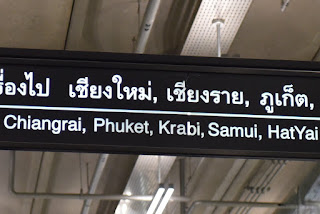 เชียงใหม่, เชียงราย, ภูเก็ต,
Chiangrai, Phuket, Krabi, Samui, HatYai